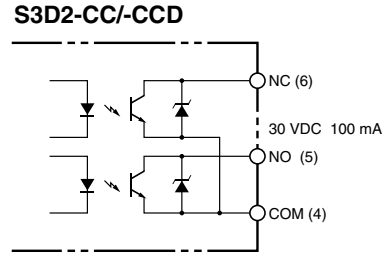 S3D2-CC/-CCD
NC (6)
30 VDC 100 mA
NO (5)
COM (4)